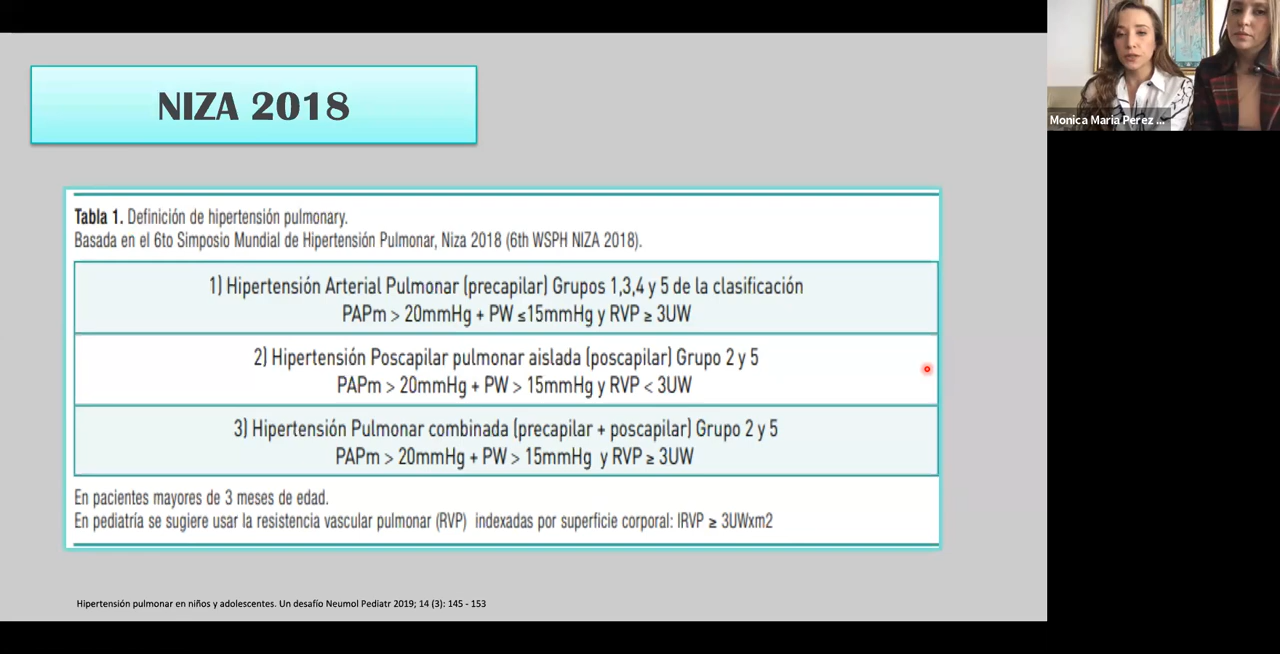 NIZA 2018
Tabla 1. Definición de hipertensión pulmonary.
Basada en el 6to Simposio Mundial de Hipertensión Pulmonar, Niza 2018 (6th WSPH NIZA 2018).
1) Hipertensión Arterial Pulmonar (precapilar) Grupos 1,3,4 y 5 de la clasificación
PAPm > 20mmHg + PW ≤15mmHg y RVP ≥ 3UW
2) Hipertensión Poscapilar pulmonar aislada (poscapilar) Grupo 2 y 5
PAPm > 20mmHg + PW > 15mmHg y RVP < 3UW
3) Hipertensión Pulmonar combinada (precapilar + poscapilar) Grupo 2 y 5
PAPm > 20mmHg + PW > 15mmHg y RVP ≥ 3UW
En pacientes mayores de 3 meses de edad.
En pediatría se sugiere usar la resistencia vascular pulmonar (RVP) indexadas por superficie corporal: IRVP ≥ 3UWxm2
Hipertensión pulmonar en niños y adolescentes. Un desafío Neumol Pediatr 2019; 14 (3): 145 - 153
Monica Maria Perez ...